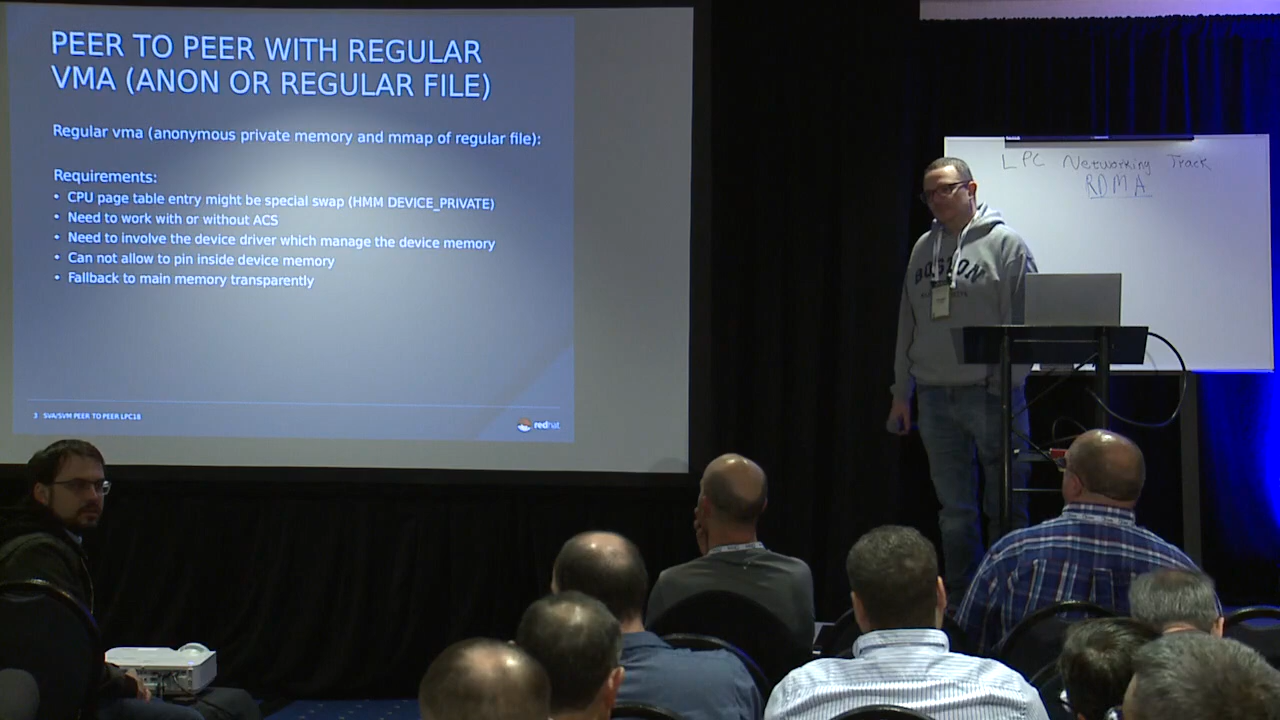 PEER TO PEER WITH REGULAR
VMA (ANON OR REGULAR FILE)
Regular vma (anonymous private memory and mmap of regular file):
Requirements:
• CPU page table entry might be special swap (HMM DEVICE_PRIVATE)
• Need to work with or without ACS
• Need to involve the device driver which manage the device memory
• Can not allow to pin inside device memory
• Fallback to main memory transparently
3 SVA/SVM PEER TO PEER LPC18
redhat
LPC Networking Track
RDMA
BOSTON